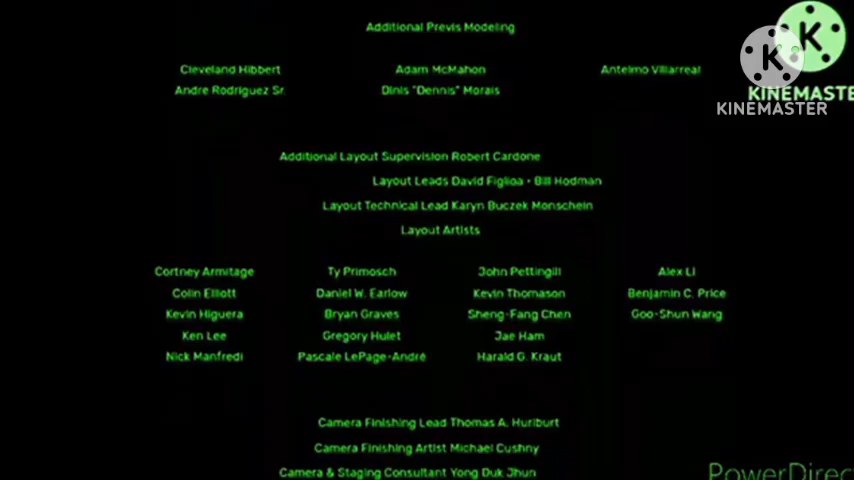 Additional Previs Modeling
Cleveland Hibbert Adam McMahon Antelmo Villarreal
Andre Rodriguez Sr Dinis "Dennis" Morais
Additional Layout Supervision Robert Cardone
Layout Leads David Figlioa • Bill Hodman
Layout Technical Lead Karyn Buczek Monschein
Layout Artists
Cortney Armitage Ty Primosch John Pettingill Alex Li
Colin Elliott Daniel W. Earlow Kevin Thomason Benjamin C. Price
Kevin Higuera Bryan Graves Sheng-Fang Chen Goo-Shun Wang
Ken Lee Gregory Hulet Jae Ham
Nick Manfredi Pascale LePage-André Harald G. Kraut
Camera Finishing Lead Thomas A. Hurlburt
Camera Finishing Artist Michael Cushny
Camera & Staging Consultant Yong Duk Jhun
KINEMASTE
KINEMASTER
PowerDirec